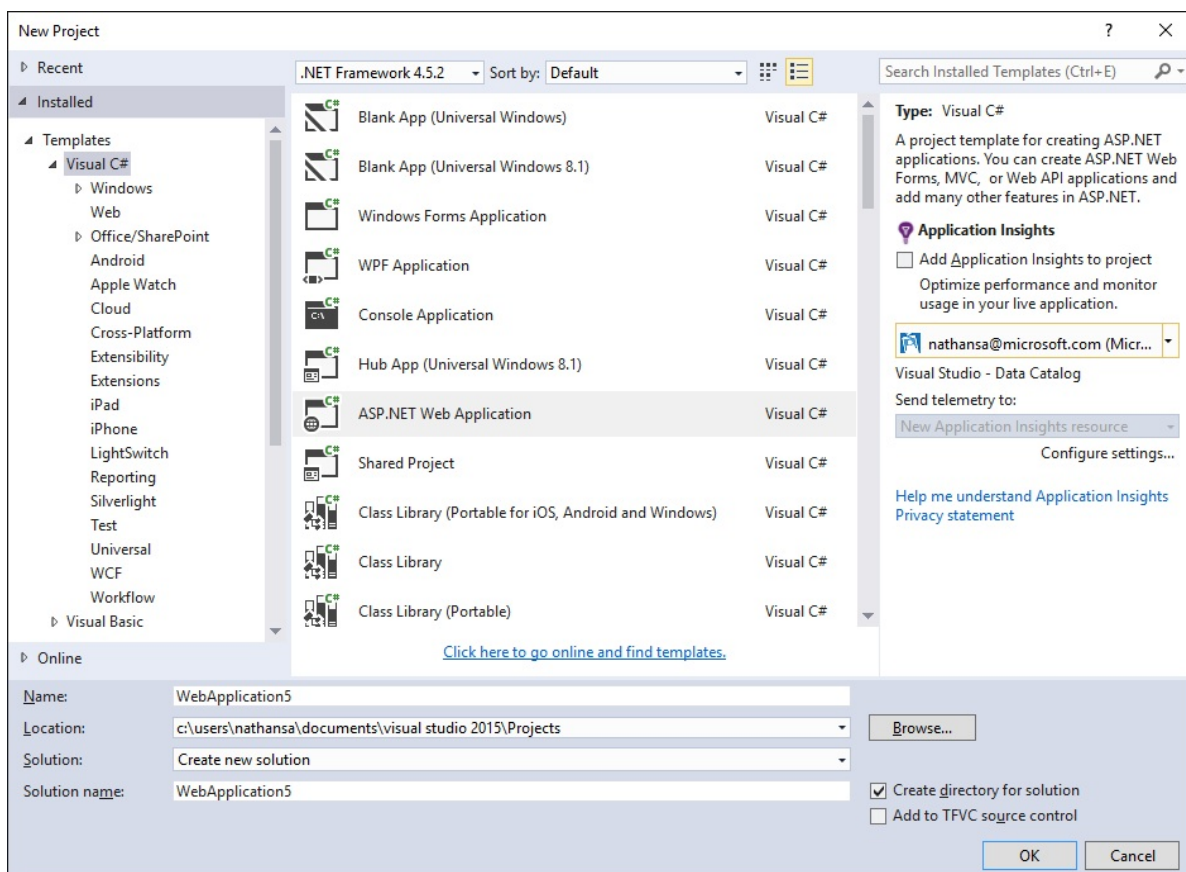 New Project
?
Recent
Installed
Templates
Visual C#
Windows
Web
Office/SharePoint
Android
Apple Watch
Cloud
Cross-Platform
Extensibility
Extensions
iPad
iPhone
LightSwitch
Reporting
Silverlight
Test
Universal
WCF
Workflow
Visual Basic
Online
.NET Framework 4.5.2
Sort by: Default
Blank App (Universal Windows) Visual C#
Blank App (Universal Windows 8.1) Visual C#
Windows Forms Application Visual C#
WPF Application Visual C#
Console Application Visual C#
Hub App (Universal Windows 8.1) Visual C#
ASP.NET Web Application Visual C#
Shared Project Visual C#
Class Library (Portable for iOS, Android and Windows) Visual C#
Class Library Visual C#
Class Library (Portable) Visual C#
Click here to go online and find templates.
Search Installed Templates (Ctrl+E)
Type: Visual C#
A project template for creating ASP.NET
applications. You can create ASP.NET Web
Forms, MVC, or Web API applications and
add many other features in ASP.NET.
Application Insights
Add Application Insights to project
Optimize performance and monitor
usage in your live application.
nathansa@microsoft.com (Micr...
Visual Studio - Data Catalog
Send telemetry to:
New Application Insights resource
Configure settings...
Help me understand Application Insights
Privacy statement
Name: WebApplication5
Location: c:\users\nathansa\documents\visual studio 2015\Projects
Browse...
Solution: Create new solution
Solution name: WebApplication5
Create directory for solution
Add to TFVC source control
OK Cancel